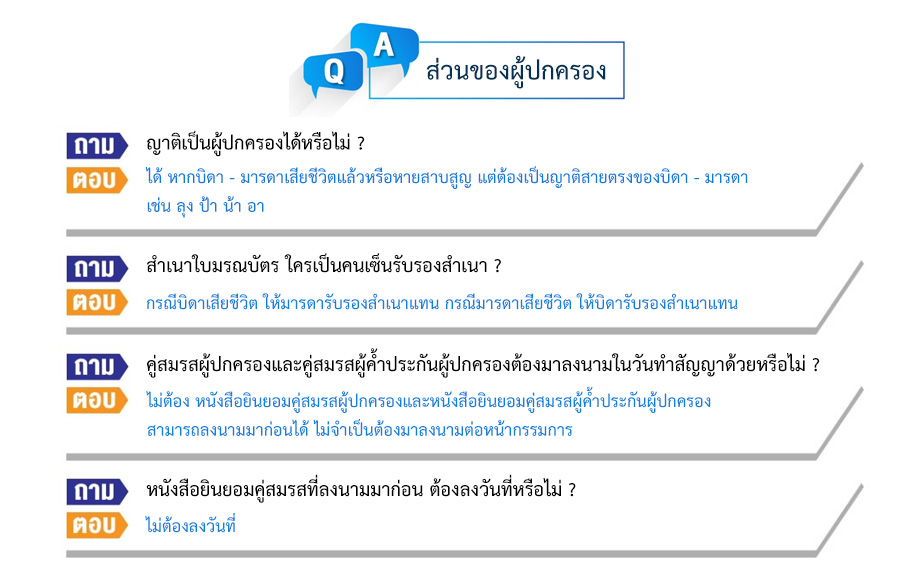 Q A ส่วนของผู้ปกครอง
ถาม ญาติเป็นผู้ปกครองได้หรือไม่ ?
ตอบ ได้ หากบิดา - มารดาเสียชีวิตแล้วหรือหายสาบสูญ แต่ต้องเป็นญาติสายตรงของบิดา - มารดา
เช่น ลุง ป้า น้า อา
ถาม สำเนาใบมรณบัตร ใครเป็นคนเซ็นรับรองสำเนา ?
ตอบ กรณีบิดาเสียชีวิต ให้มารดารับรองสำเนาแทน กรณีมารดาเสียชีวิต ให้บิดารับรองสำเนาแทน
ถาม คู่สมรสผู้ปกครองและคู่สมรสผู้ค้ำประกันผู้ปกครองต้องมาลงนามในวันทำสัญญาด้วยหรือไม่ ?
ตอบ ไม่ต้อง หนังสือยินยอมคู่สมรสผู้ปกครองและหนังสือยินยอมคู่สมรสผู้ค้ำประกันผู้ปกครอง
สามารถลงนามมาก่อนได้ ไม่จำเป็นต้องมาลงนามต่อหน้ากรรมการ
ถาม หนังสือยินยอมคู่สมรสที่ลงนามมาก่อน ต้องลงวันที่หรือไม่ ?
ตอบ ไม่ต้องลงวันที่